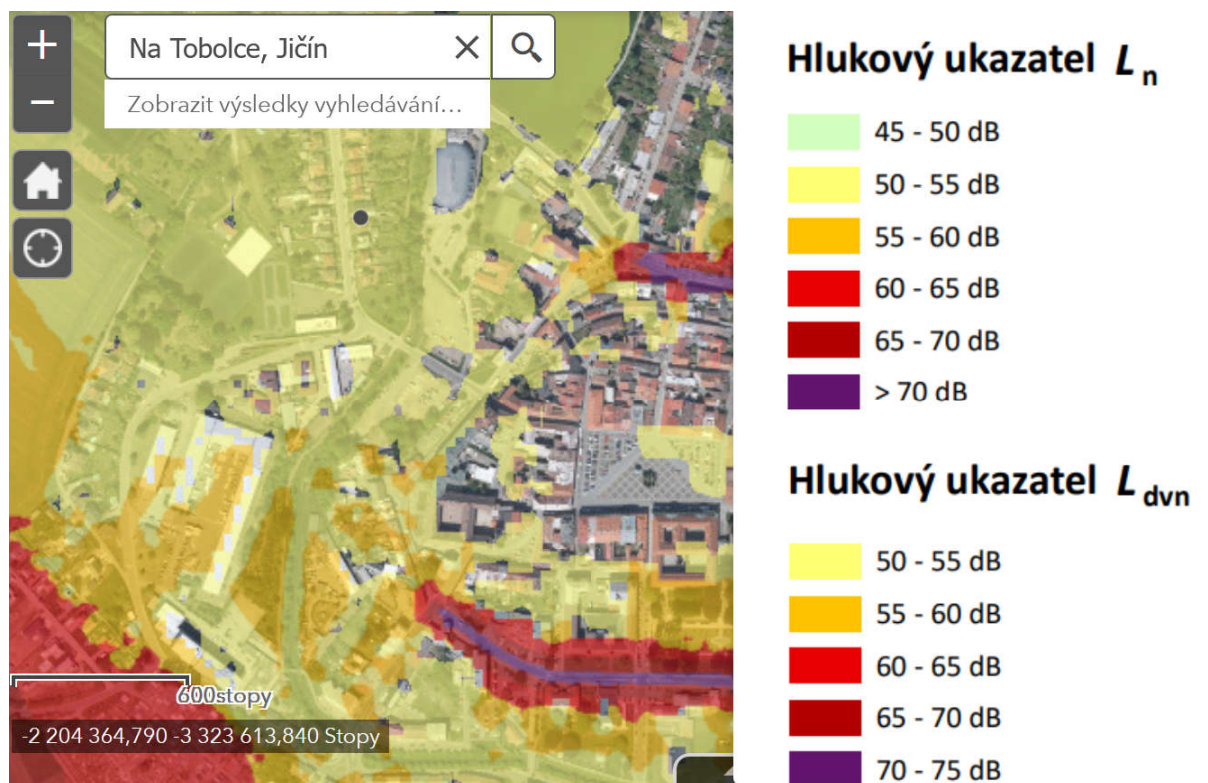 +
Na Tobolce, Jičín
−
Zobrazit výsledky vyhledávání…
600stopy
-2 204 364,790 -3 323 613,840 Stopy
Hlukový ukazatel L n
45 - 50 dB
50 - 55 dB
55 - 60 dB
60 - 65 dB
65 - 70 dB
> 70 dB
Hlukový ukazatel L dvn
50 - 55 dB
55 - 60 dB
60 - 65 dB
65 - 70 dB
70 - 75 dB